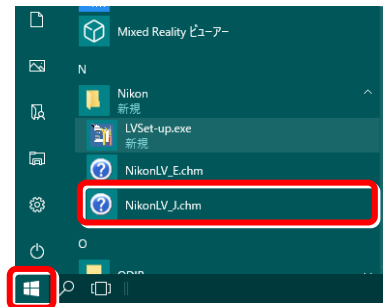 Mixed Reality ビューアー
N
Nikon
新規
LVSet-up.exe
新規
NikonLV_E.chm
NikonLV_J.chm
O